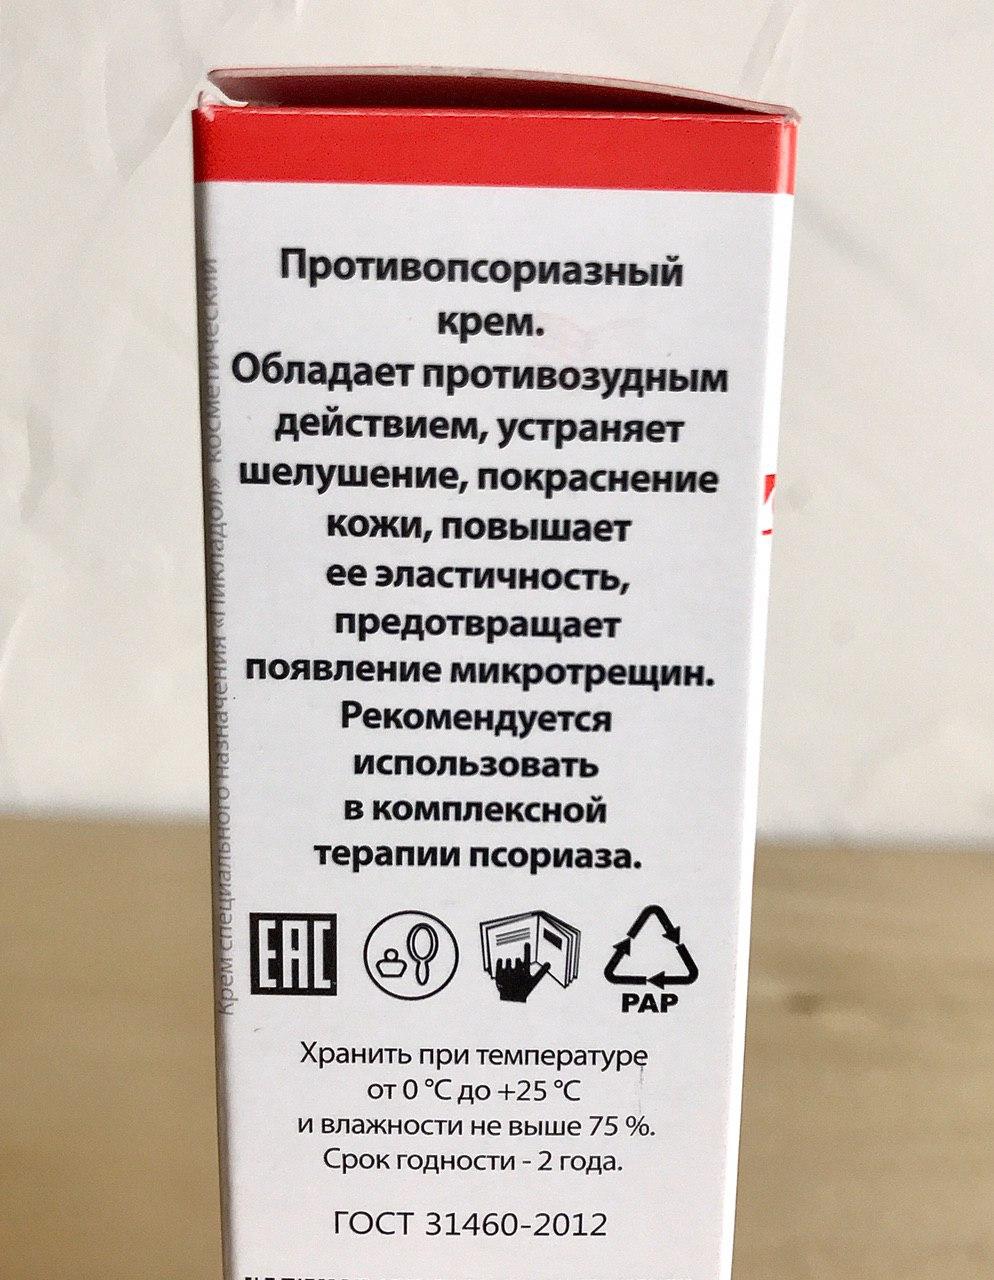 Противопсориазный
крем.
Обладает противозудным
действием, устраняет
шелушение, покраснение
кожи, повышает
ее эластичность,
предотвращает
появление микротрещин.
Рекомендуется
использовать
в комплексной
терапии псориаза.
Крем специального назначения «Пикладол» косметический
EAC
PAP
Хранить при температуре
от 0 °С до +25 °С
и влажности не выше 75 %.
Срок годности - 2 года.
ГОСТ 31460-2012